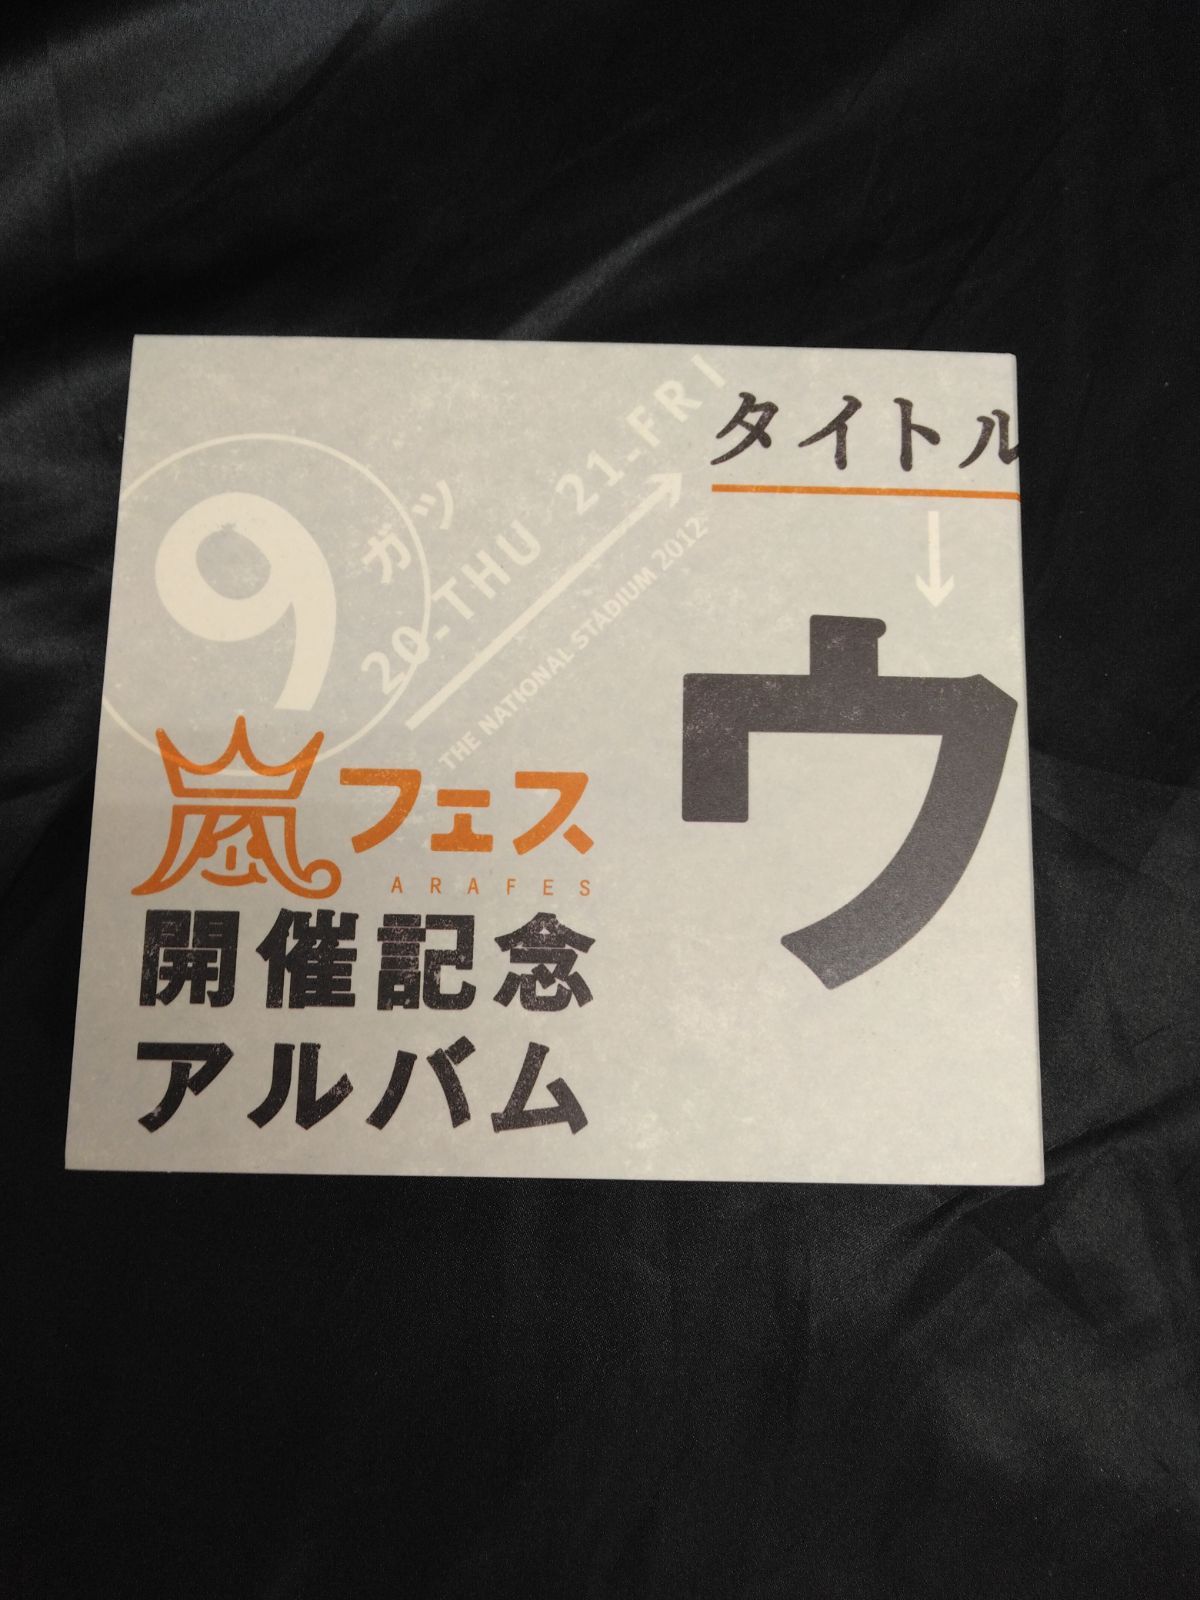 9
ガツ
20-THU 21-FRI
THE NATIONAL STADIUM 2012
タイトル
ウ
嵐フェス
ARAFES
開催記念
アルバム